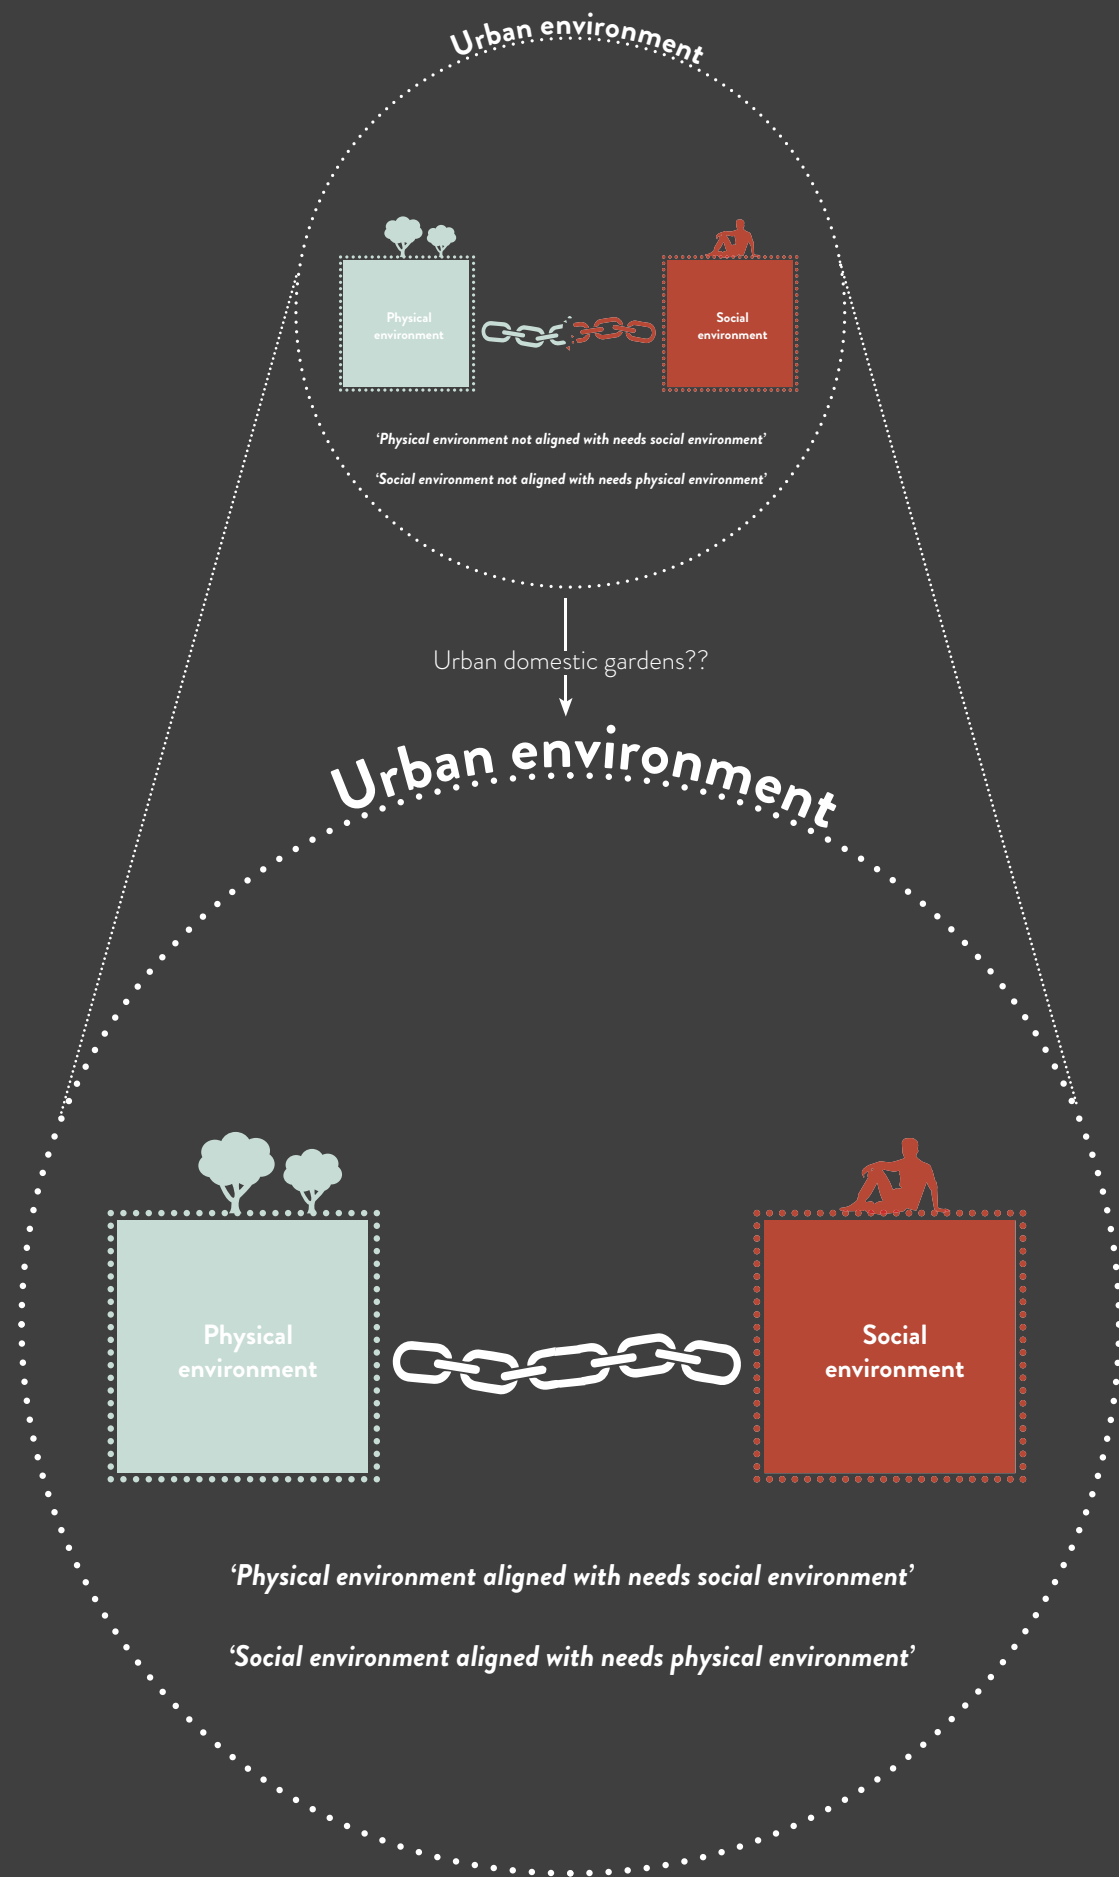 Urban environment
Physical
environment
Social
environment
‘Physical environment not aligned with needs social environment’
‘Social environment not aligned with needs physical environment’
Urban domestic gardens??
Urban environment
Physical
environment
Social
environment
‘Physical environment aligned with needs social environment’
‘Social environment aligned with needs physical environment’